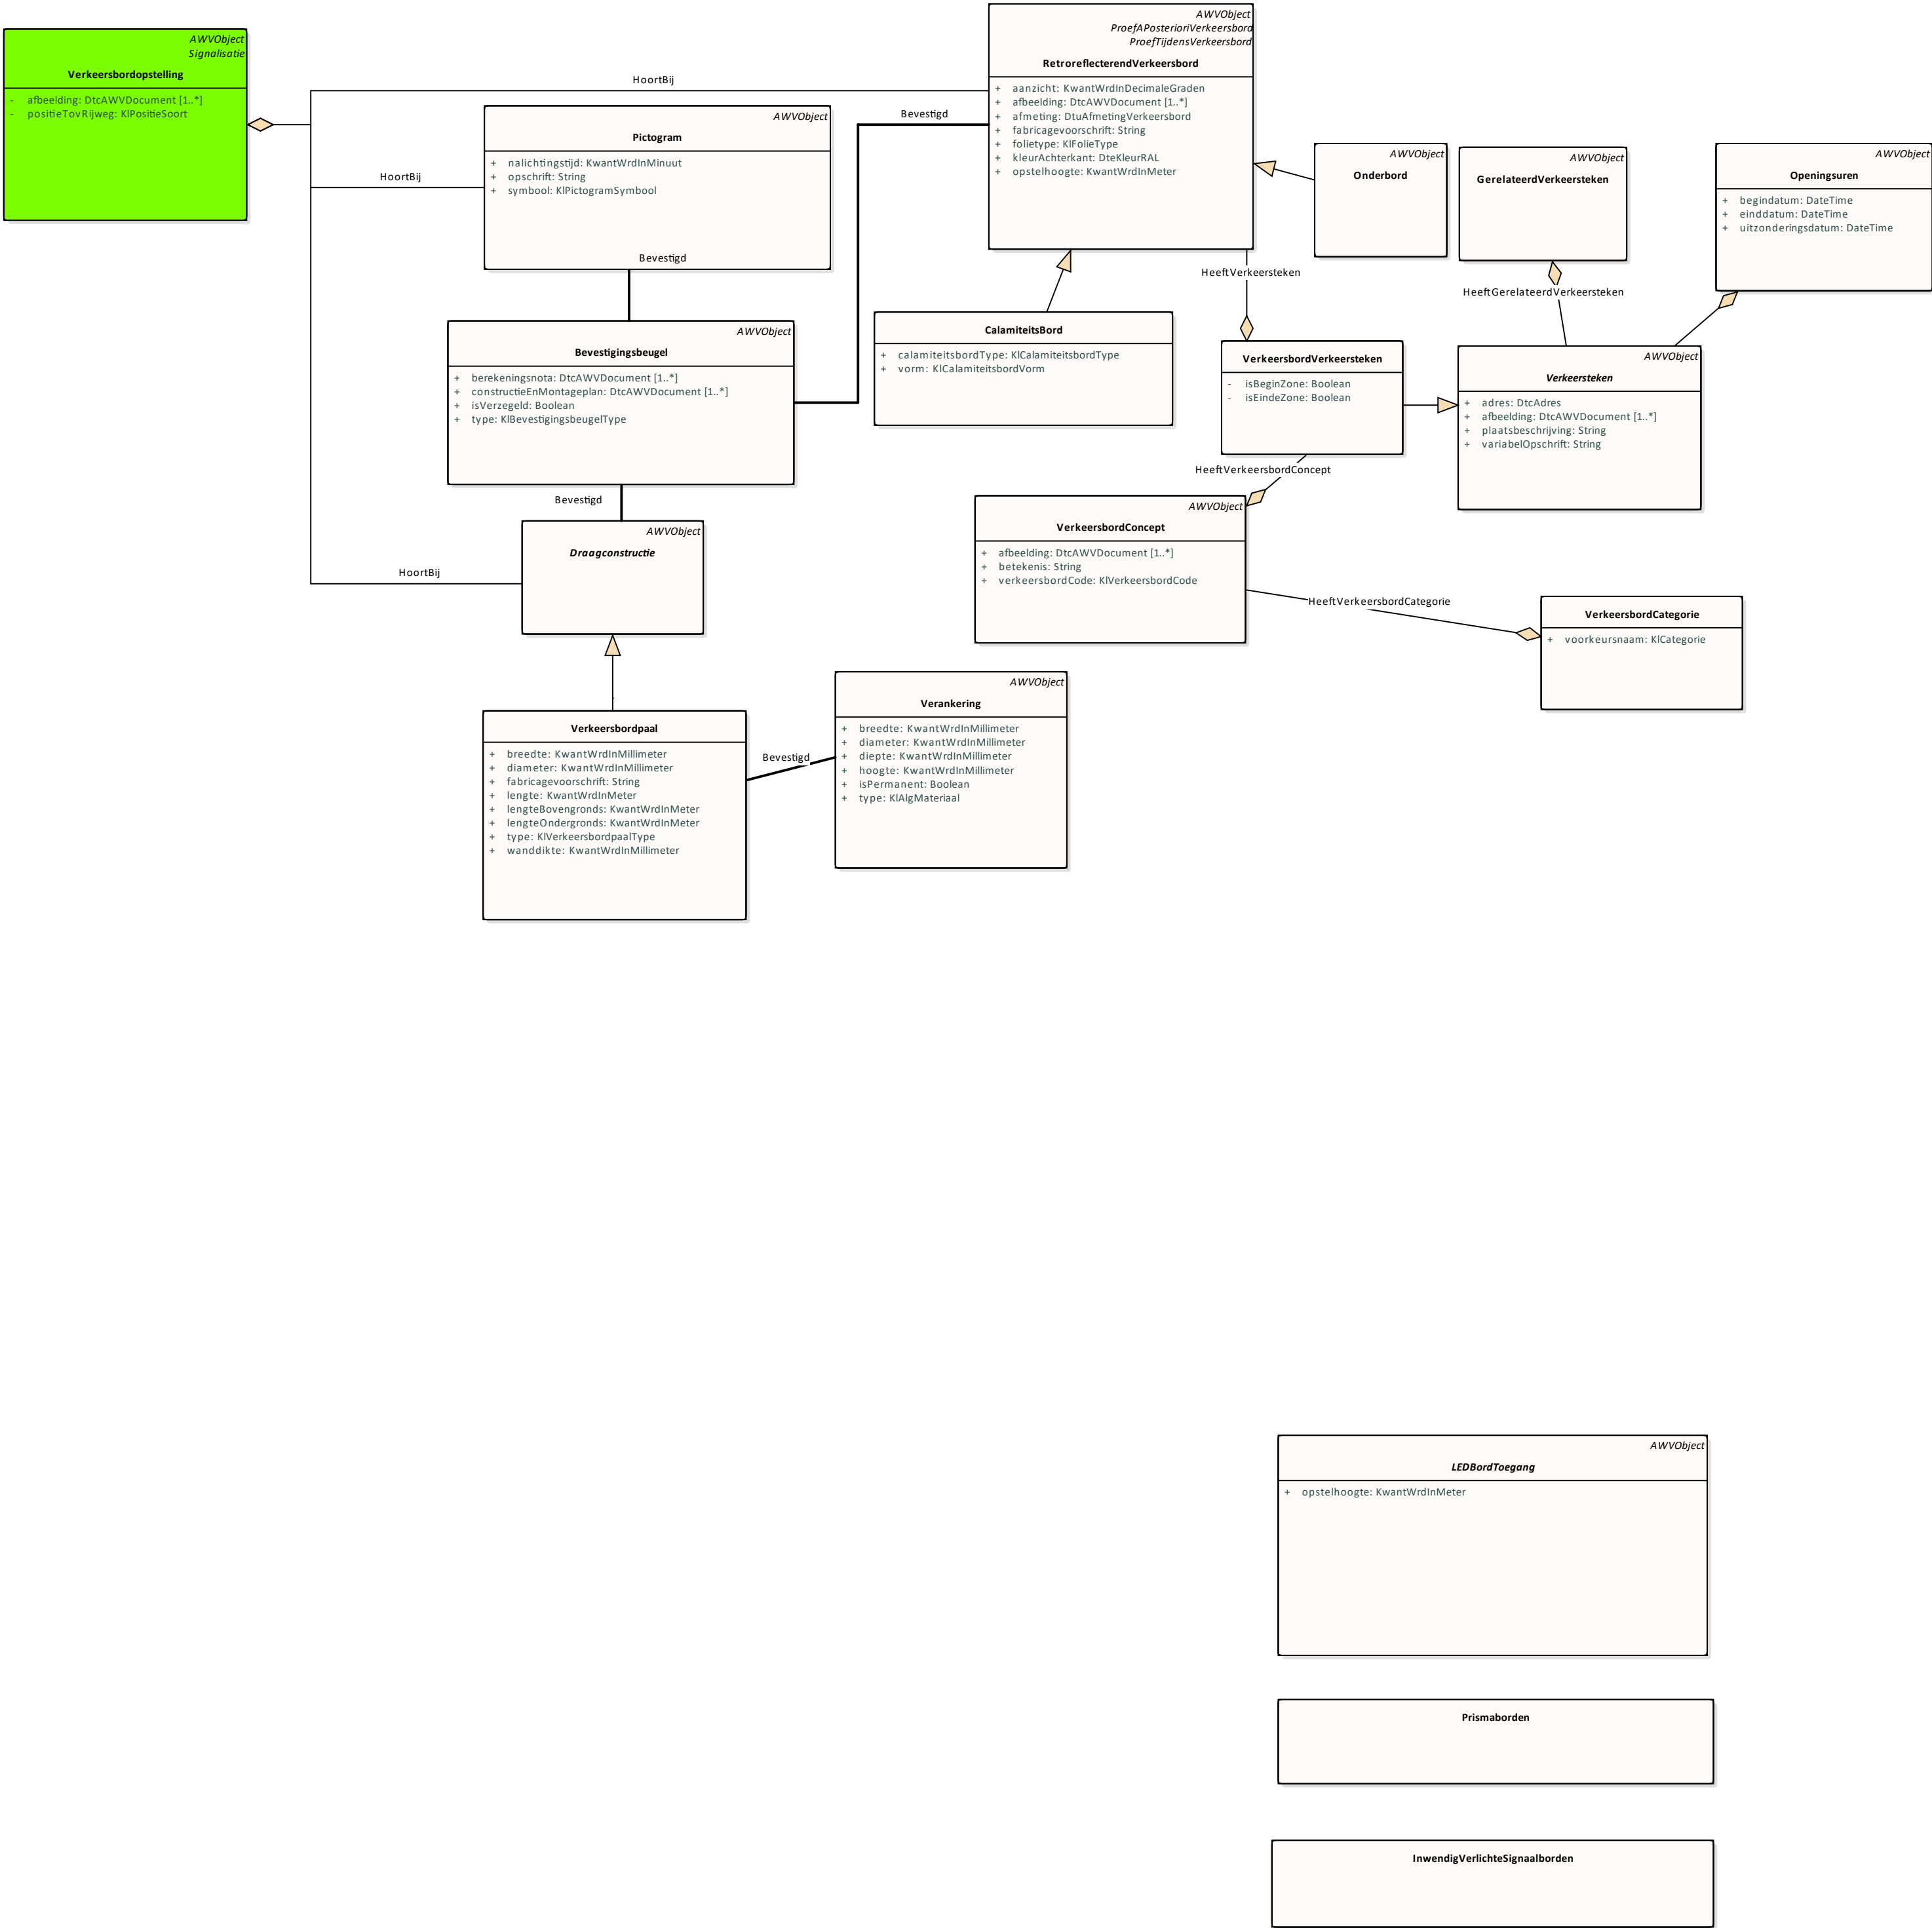 AWVObject
Signalisatie
Verkeersbordopstelling
- afbeelding: DtcAWVDocument [1..*]
- positieTovRijweg: KlPositieSoort
HoortBij
HoortBij
HoortBij
AWVObject
Pictogram
+ nalichtingstijd: KwantWrdInMinuut
+ opschrift: String
+ symbool: KlPictogramSymbool
Bevestigd
AWVObject
ProefAPosterioriVerkeersbord
ProefTijdensVerkeersbord
RetroreflecterendVerkeersbord
+ aanzicht: KwantWrdInDecimaleGraden
+ afbeelding: DtcAWVDocument [1..*]
+ afmeting: DtuAfmetingVerkeersbord
+ fabricagevoorschrift: String
+ folietype: KlFolieType
+ kleurAchterkant: DteKleurRAL
+ opstelhoogte: KwantWrdInMeter
Bevestigd
AWVObject
Onderbord
AWVObject
GerelateerdVerkeersteken
AWVObject
Openingsuren
+ begindatum: DateTime
+ einddatum: DateTime
+ uitzonderingsdatum: DateTime
HeeftVerkeersteken
HeeftGerelateerdVerkeersteken
AWVObject
Bevestigingsbeugel
+ berekeningsnota: DtcAWVDocument [1..*]
+ constructieEnMontageplan: DtcAWVDocument [1..*]
+ isVerzegeld: Boolean
+ type: KlBevestigingsbeugelType
CalamiteitsBord
+ calamiteitsbordType: KlCalamiteitsbordType
+ vorm: KlCalamiteitsbordVorm
VerkeersbordVerkeersteken
- isBeginZone: Boolean
- isEindeZone: Boolean
AWVObject
Verkeersteken
+ adres: DtcAdres
+ afbeelding: DtcAWVDocument [1..*]
+ plaatsbeschrijving: String
+ variabelOpschrift: String
HeeftVerkeersbordConcept
Bevestigd
AWVObject
Draagconstructie
AWVObject
VerkeersbordConcept
+ afbeelding: DtcAWVDocument [1..*]
+ betekenis: String
+ verkeersbordCode: KlVerkeersbordCode
HeeftVerkeersbordCategorie
VerkeersbordCategorie
+ voorkeursnaam: KlCategorie
Verkeersbordpaal
+ breedte: KwantWrdInMillimeter
+ diameter: KwantWrdInMillimeter
+ fabricagevoorschrift: String
+ lengte: KwantWrdInMeter
+ lengteBovengronds: KwantWrdInMeter
+ lengteOndergronds: KwantWrdInMeter
+ type: KlVerkeersbordpaalType
+ wanddikte: KwantWrdInMillimeter
Bevestigd
AWVObject
Verankering
+ breedte: KwantWrdInMillimeter
+ diameter: KwantWrdInMillimeter
+ diepte: KwantWrdInMillimeter
+ hoogte: KwantWrdInMillimeter
+ isPermanent: Boolean
+ type: KlAlgMateriaal
AWVObject
LEDBordToegang
+ opstelhoogte: KwantWrdInMeter
Prismaborden
InwendigVerlichteSignaalborden